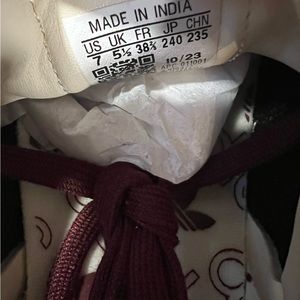 MADE IN INDIA
US UK FR JP CHN
7 5½ 38⅔ 240 235
10/23